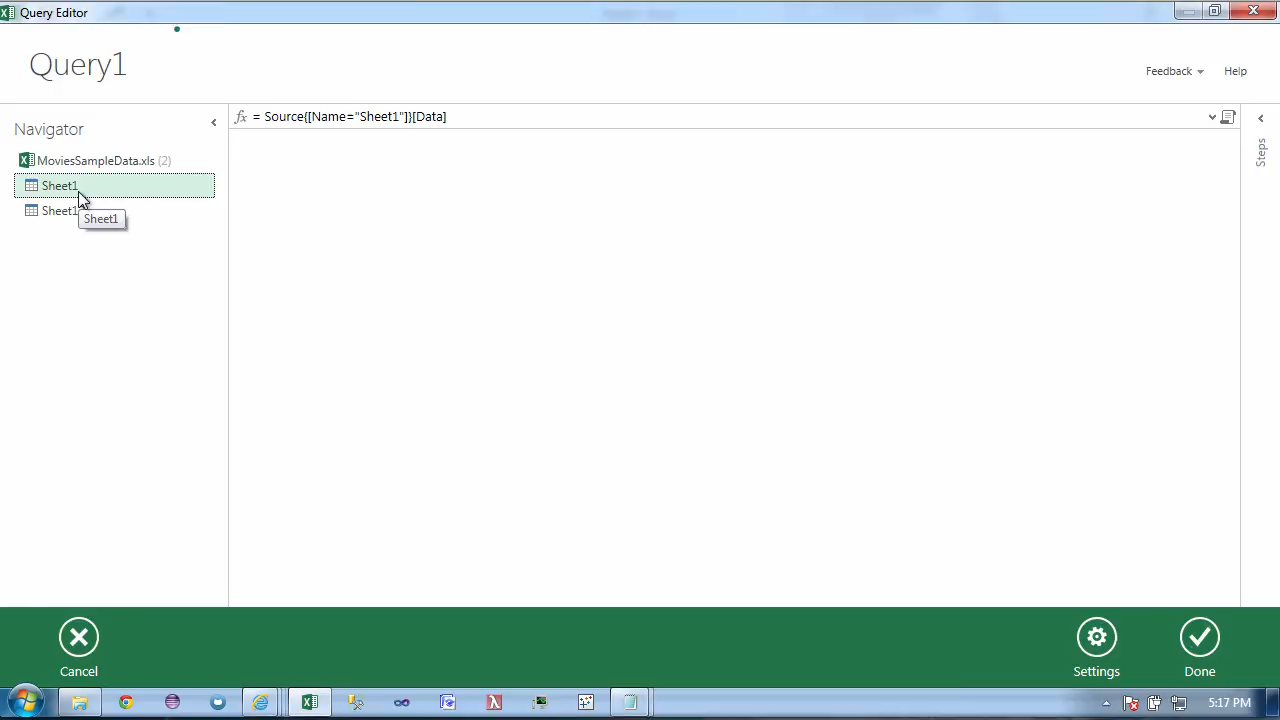 Query Editor
Query1
Feedback
Help
Navigator
fx = Source{[Name="Sheet1"]}[Data]
MoviesSampleData.xls (2)
Sheet1
Sheet1
Sheet1
Steps
Cancel
Settings
Done
5:17 PM